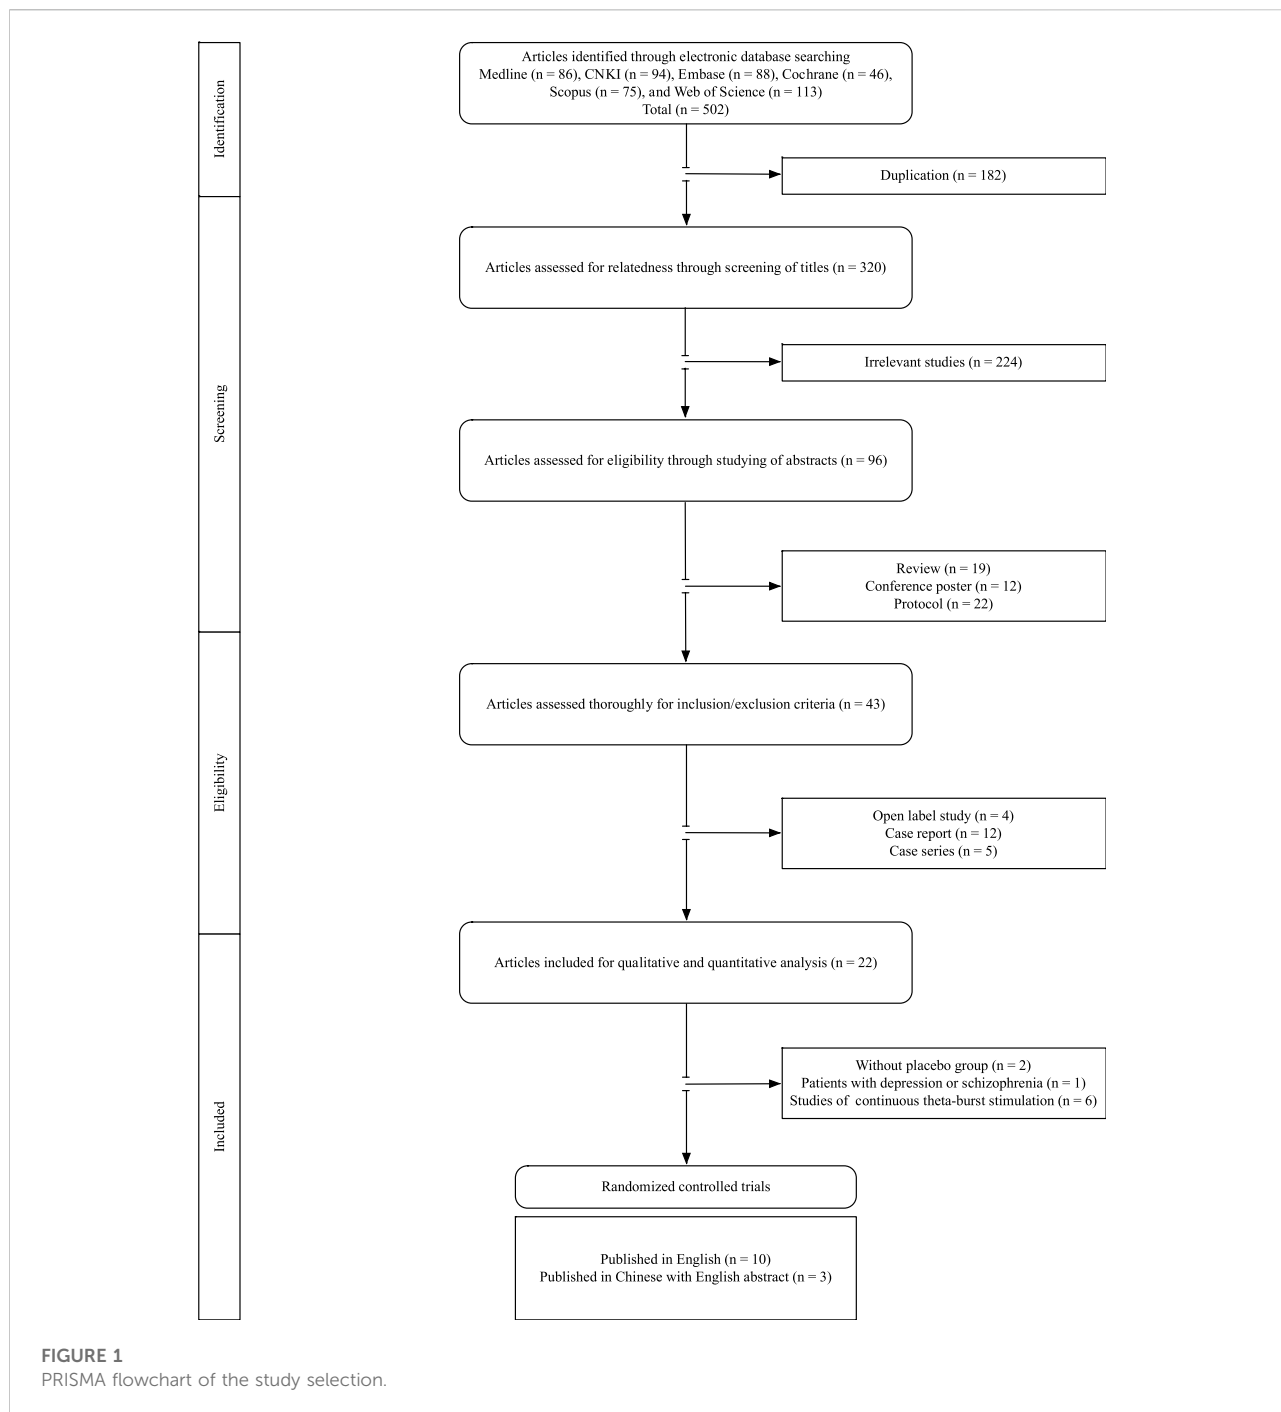 Identification
Articles identified through electronic database searching
Medline (n = 86), CNKI (n = 94), Embase (n = 88), Cochrane (n = 46),
Scopus (n = 75), and Web of Science (n = 113)
Total (n = 502)
Duplication (n = 182)
Screening
Articles assessed for relatedness through screening of titles (n = 320)
Irrelevant studies (n = 224)
Articles assessed for eligibility through studying of abstracts (n = 96)
Review (n = 19)
Conference poster (n = 12)
Protocol (n = 22)
Eligibility
Articles assessed thoroughly for inclusion/exclusion criteria (n = 43)
Open label study (n = 4)
Case report (n = 12)
Case series (n = 5)
Included
Articles included for qualitative and quantitative analysis (n = 22)
Without placebo group (n = 2)
Patients with depression or schizophrenia (n = 1)
Studies of continuous theta-burst stimulation (n = 6)
Randomized controlled trials
Published in English (n = 10)
Published in Chinese with English abstract (n = 3)
FIGURE 1
PRISMA flowchart of the study selection.